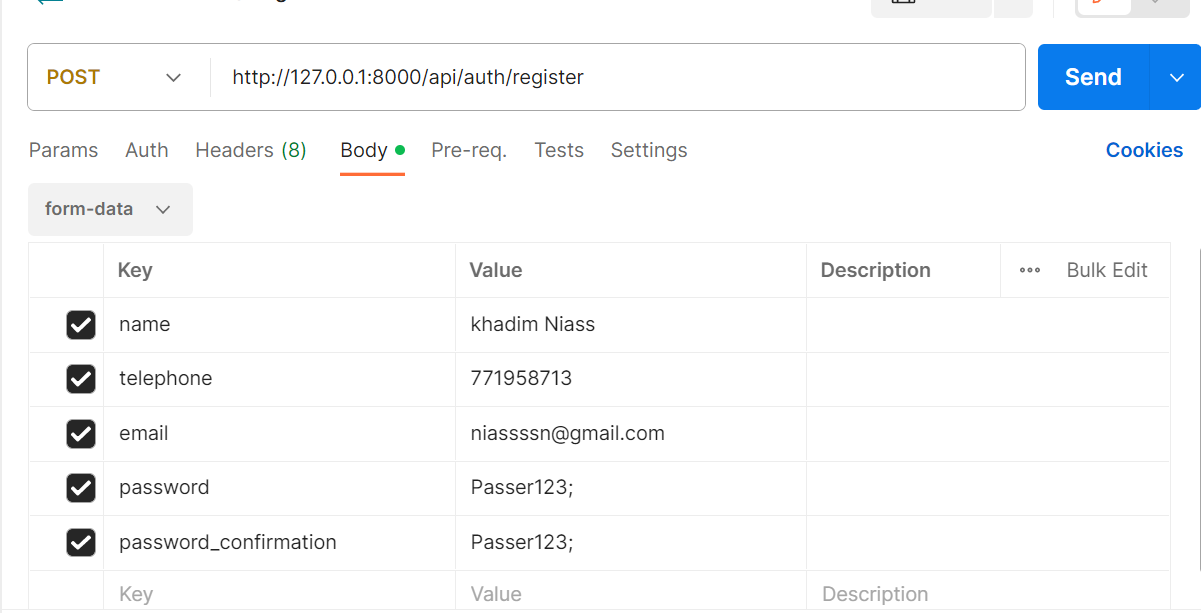 POST http://127.0.0.1:8000/api/auth/register Send
Params Auth Headers (8) Body Pre-req. Tests Settings Cookies
form-data
Key Value Description Bulk Edit
name khadim Niass
telephone 771958713
email niassssn@gmail.com
password Passer123;
password_confirmation Passer123;
Key Value Description